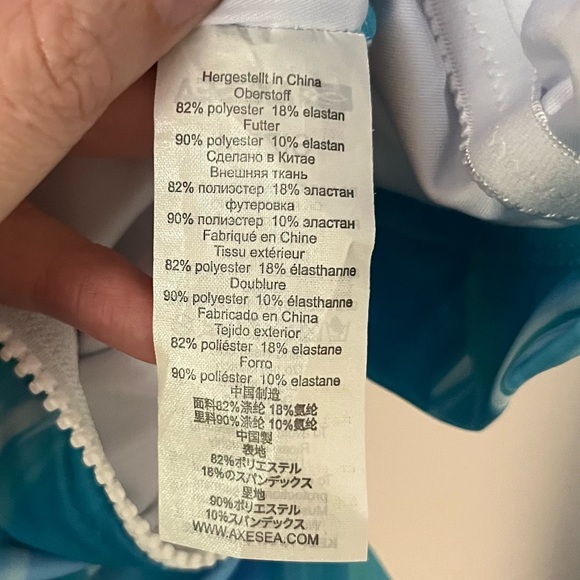 Hergestellt in China
Oberstoff
82% polyester 18% elastan
Futter
90% polyester 10% elastan
Сделано в Китае
Внешняя ткань
82% полиэстер 18% эластан
футеровка
90% полиэстер 10% эластан
Fabriqué en Chine
Tissu extérieur
82% polyester 18% élasthanne
Doublure
90% polyester 10% élasthanne
Fabricado en China
Tejido exterior
82% poliéster 18% elastane
Forro
90% poliéster 10% elastane
中国制造
面料82%涤纶 18%氨纶
里料90%涤纶 10%氨纶
中国製
表地
82%ポリエステル
18%のスパンデックス
里地
90%ポリエステル
10%スパンデックス
WWW.AXESEA.COM